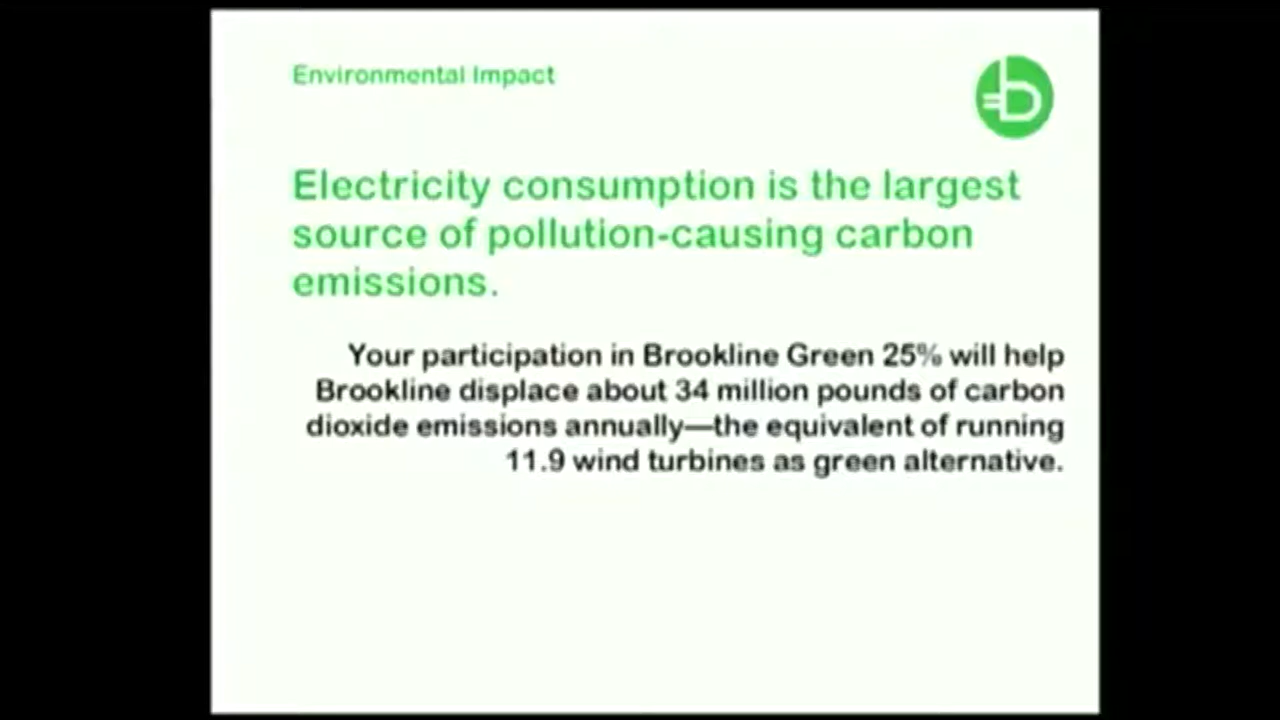 Environmental Impact
Electricity consumption is the largest
source of pollution-causing carbon
emissions.
Your participation in Brookline Green 25% will help
Brookline displace about 34 million pounds of carbon
dioxide emissions annually—the equivalent of running
11.9 wind turbines as green alternative.